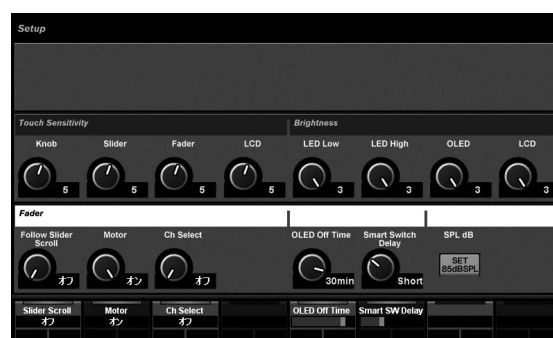 Setup
Touch Sensitivity
Brightness
Knob Slider Fader LCD LED Low LED High OLED LCD
5 5 5 5 3 3 3 3
Fader
Follow Slider Scroll Motor Ch Select OLED Off Time Smart Switch Delay SPL dB
オフ オン オフ 30min Short SET 85dBSPL
Slider Scroll Motor Ch Select OLED Off Time Smart SW Delay
オフ オン オフ